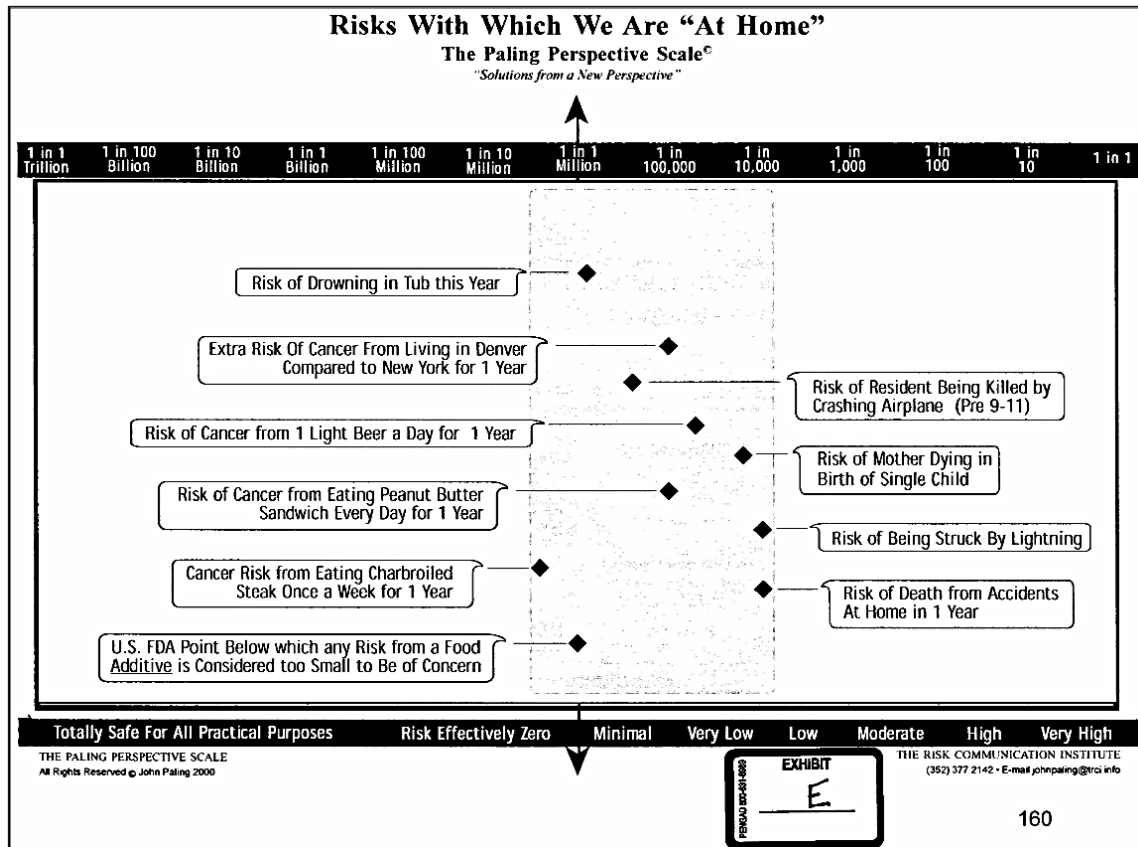 Risks With Which We Are “At Home”
The Paling Perspective Scale©
"Solutions from a New Perspective"
1 in 1 Trillion
1 in 100 Billion
1 in 10 Billion
1 in 1 Billion
1 in 100 Million
1 in 10 Million
1 in 1 Million
1 in 100,000
1 in 10,000
1 in 1,000
1 in 100
1 in 10
1 in 1
Risk of Drowning in Tub this Year
Extra Risk Of Cancer From Living in Denver
Compared to New York for 1 Year
Risk of Resident Being Killed by
Crashing Airplane (Pre 9-11)
Risk of Cancer from 1 Light Beer a Day for 1 Year
Risk of Mother Dying in
Birth of Single Child
Risk of Cancer from Eating Peanut Butter
Sandwich Every Day for 1 Year
Risk of Being Struck By Lightning
Cancer Risk from Eating Charbroiled
Steak Once a Week for 1 Year
Risk of Death from Accidents
At Home in 1 Year
U.S. FDA Point Below which any Risk from a Food
Additive is Considered too Small to Be of Concern
Totally Safe For All Practical Purposes
Risk Effectively Zero
Minimal
Very Low
Low
Moderate
High
Very High
THE PALING PERSPECTIVE SCALE
All Rights Reserved © John Paling 2000
THE RISK COMMUNICATION INSTITUTE
(352) 377 2142 • E-mail johnpaling@trci.info
PENGAD 800-631-6989
EXHIBIT
E
160